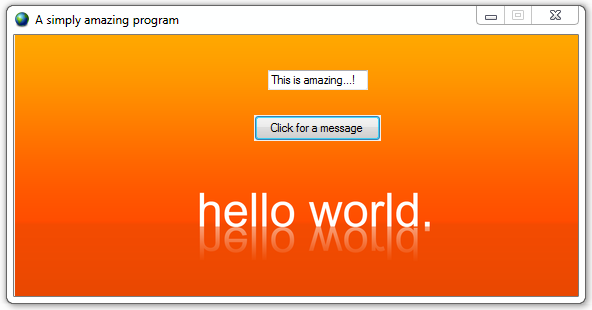 A simply amazing program
This is amazing...!
Click for a message
hello world.